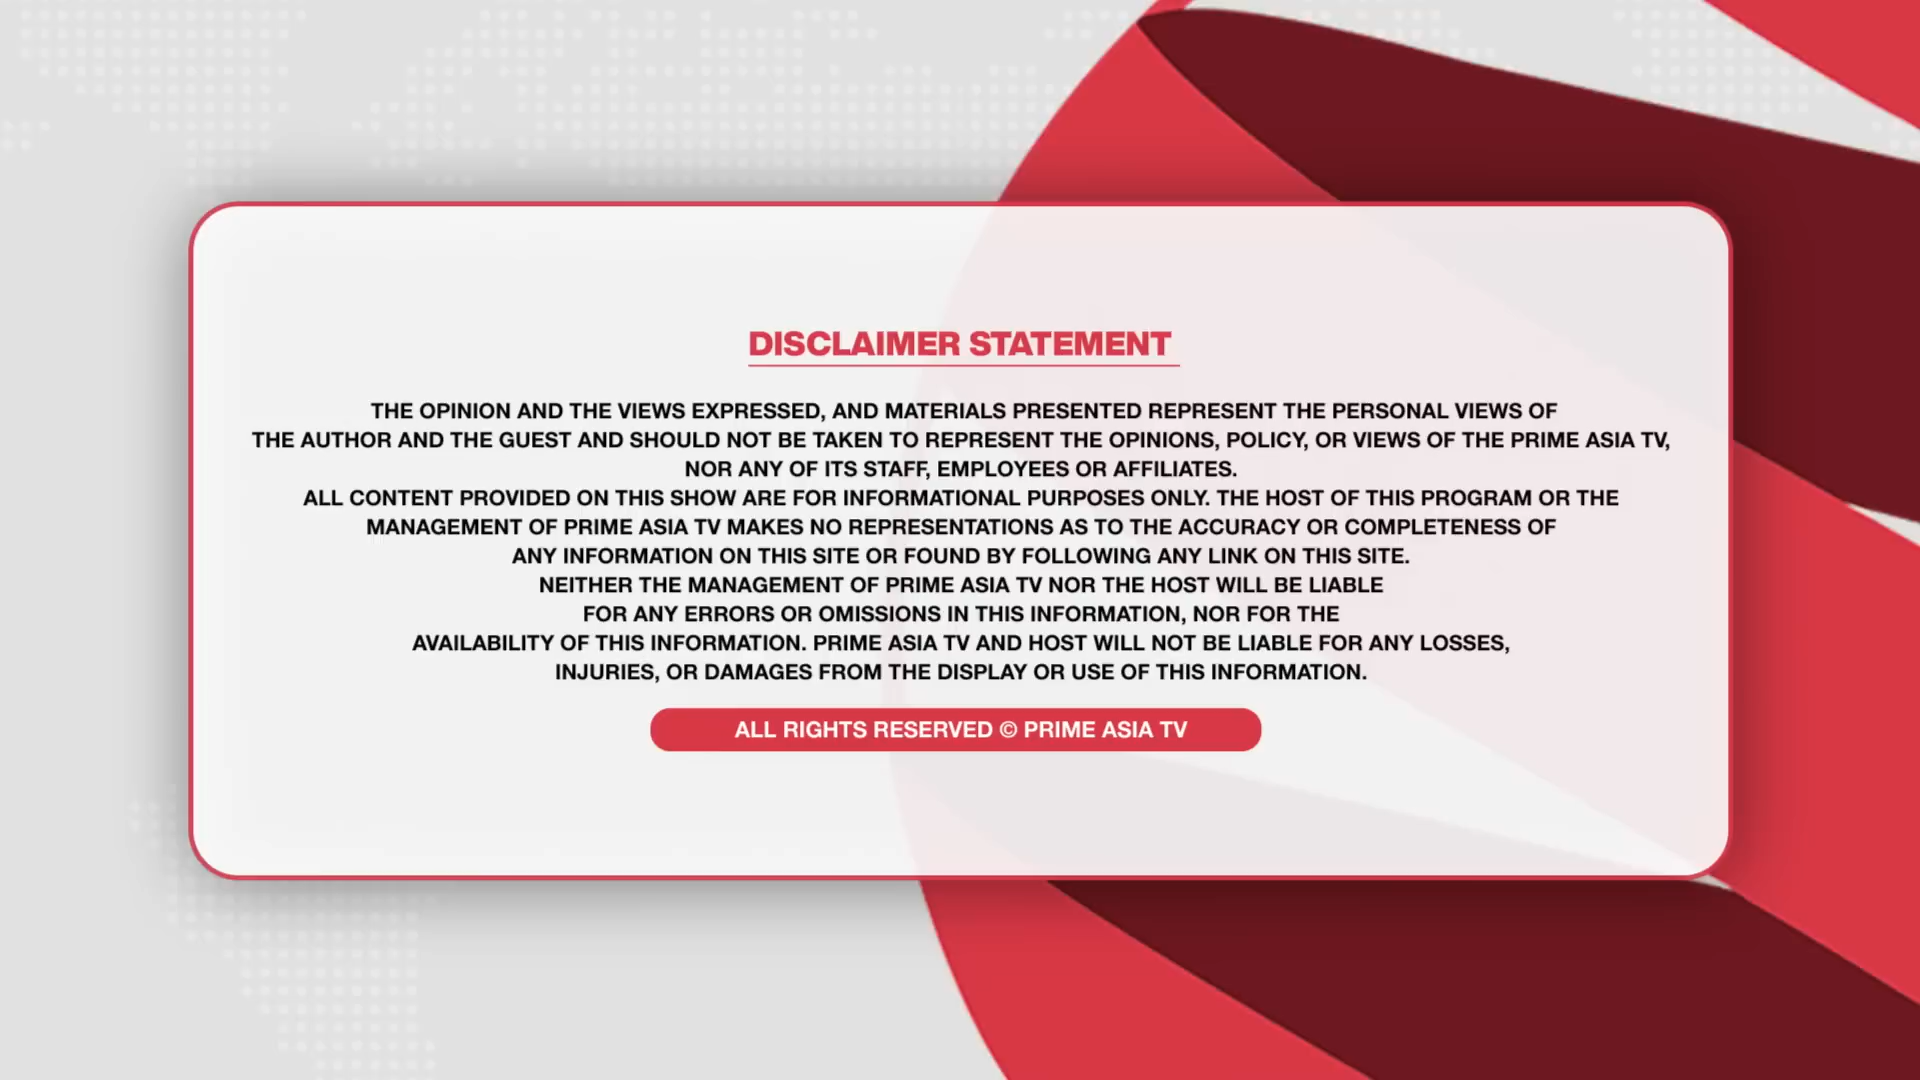 DISCLAIMER STATEMENT
THE OPINION AND THE VIEWS EXPRESSED, AND MATERIALS PRESENTED REPRESENT THE PERSONAL VIEWS OF
THE AUTHOR AND THE GUEST AND SHOULD NOT BE TAKEN TO REPRESENT THE OPINIONS, POLICY, OR VIEWS OF THE PRIME ASIA TV,
NOR ANY OF ITS STAFF, EMPLOYEES OR AFFILIATES.
ALL CONTENT PROVIDED ON THIS SHOW ARE FOR INFORMATIONAL PURPOSES ONLY. THE HOST OF THIS PROGRAM OR THE
MANAGEMENT OF PRIME ASIA TV MAKES NO REPRESENTATIONS AS TO THE ACCURACY OR COMPLETENESS OF
ANY INFORMATION ON THIS SITE OR FOUND BY FOLLOWING ANY LINK ON THIS SITE.
NEITHER THE MANAGEMENT OF PRIME ASIA TV NOR THE HOST WILL BE LIABLE
FOR ANY ERRORS OR OMISSIONS IN THIS INFORMATION, NOR FOR THE
AVAILABILITY OF THIS INFORMATION. PRIME ASIA TV AND HOST WILL NOT BE LIABLE FOR ANY LOSSES,
INJURIES, OR DAMAGES FROM THE DISPLAY OR USE OF THIS INFORMATION.
ALL RIGHTS RESERVED © PRIME ASIA TV